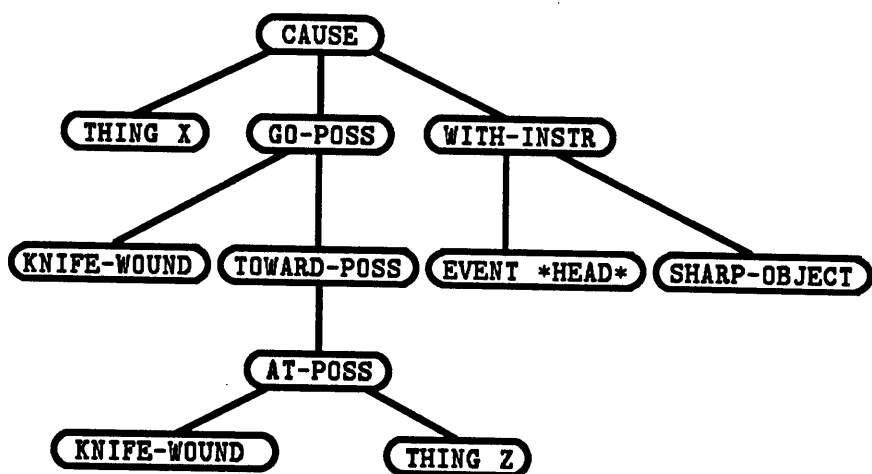 CAUSE
THING X GO-POSS WITH-INSTR
KNIFE-WOUND TOWARD-POSS EVENT *HEAD* SHARP-OBJECT
AT-POSS
KNIFE-WOUND THING Z